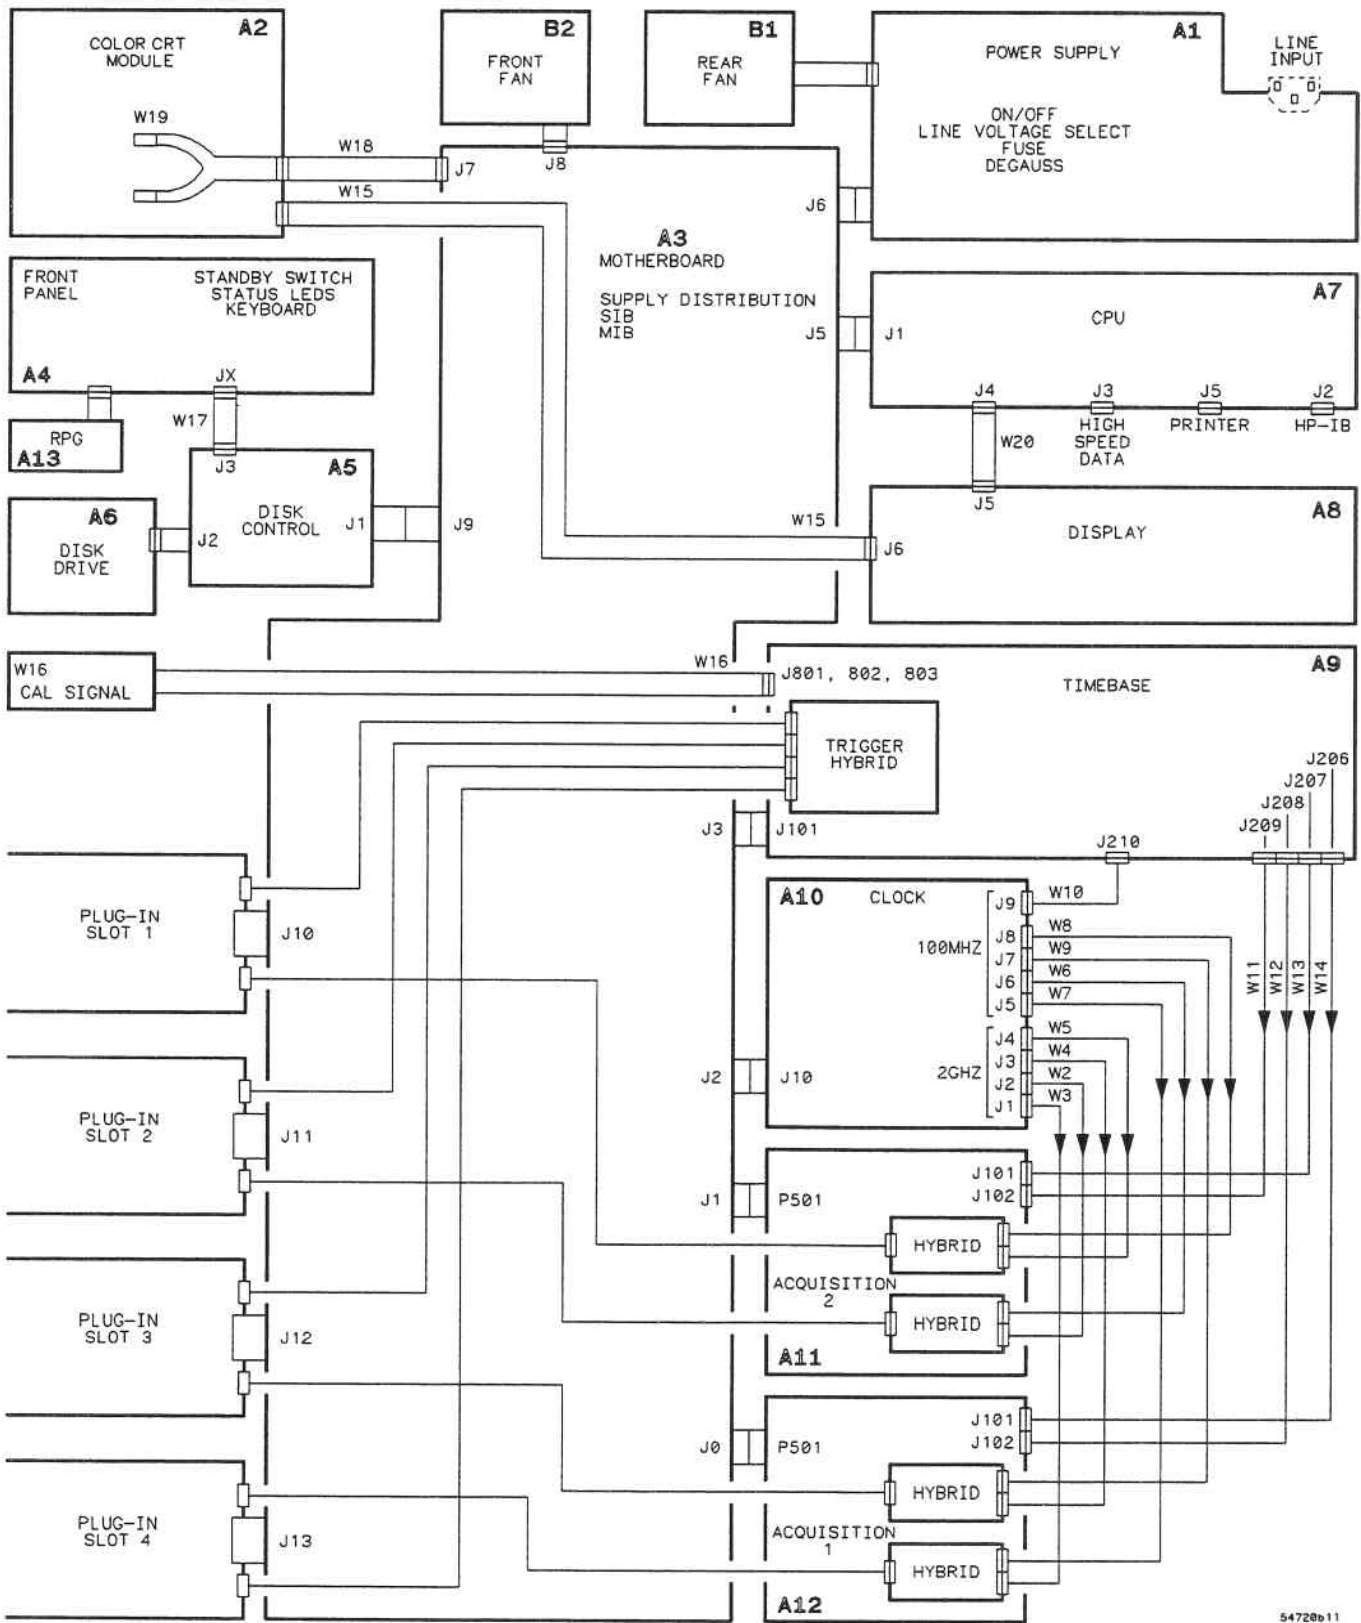 A2
COLOR CRT
MODULE
W19
W18
W15
J7
B2
FRONT
FAN
J8
B1
REAR
FAN
A1
POWER SUPPLY
LINE
INPUT
ON/OFF
LINE VOLTAGE SELECT
FUSE
DEGAUSS
J6
A3
MOTHERBOARD
SUPPLY DISTRIBUTION
SIB
MIB
J5
A7
CPU
J1
J4
J3
HIGH
SPEED
DATA
J5
PRINTER
J2
HP-IB
W20
FRONT
PANEL
STANDBY SWITCH
STATUS LEDS
KEYBOARD
A4
JX
W17
RPG
A13
J3
A5
DISK
CONTROL
J1
J9
J2
A6
DISK
DRIVE
W15
J5
A8
DISPLAY
J6
W16
CAL SIGNAL
W16
J801, 802, 803
A9
TIMEBASE
TRIGGER
HYBRID
J206
J207
J208
J209
J3
J101
J210
PLUG-IN
SLOT 1
J10
A10
CLOCK
100MHZ
J9
W10
J8
W8
J7
W9
J6
W6
J5
W7
2GHZ
J4
W5
J3
W4
J2
W2
J1
W3
W11
W12
W13
W14
J2
J10
PLUG-IN
SLOT 2
J11
J1
P501
J101
J102
HYBRID
ACQUISITION
2
HYBRID
A11
PLUG-IN
SLOT 3
J12
J0
P501
J101
J102
HYBRID
ACQUISITION
1
HYBRID
A12
PLUG-IN
SLOT 4
J13
54720b11